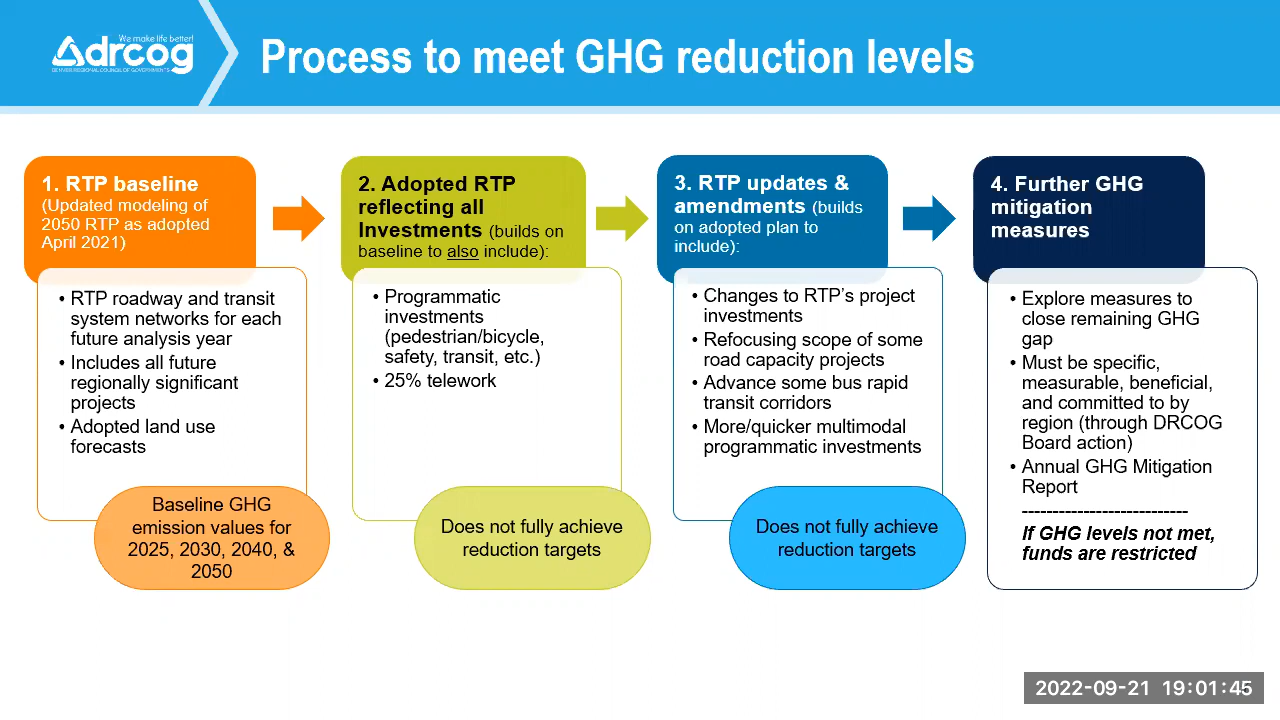 We make life better!
drcog
DENVER REGIONAL COUNCIL OF GOVERNMENTS
Process to meet GHG reduction levels
1. RTP baseline
(Updated modeling of
2050 RTP as adopted
April 2021)
• RTP roadway and transit
system networks for each
future analysis year
• Includes all future
regionally significant
projects
• Adopted land use
forecasts
Baseline GHG
emission values for
2025, 2030, 2040, &
2050
2. Adopted RTP
reflecting all
Investments (builds on
baseline to also include):
• Programmatic
investments
(pedestrian/bicycle,
safety, transit, etc.)
• 25% telework
Does not fully achieve
reduction targets
3. RTP updates &
amendments (builds
on adopted plan to
include):
• Changes to RTP's project
investments
• Refocusing scope of some
road capacity projects
• Advance some bus rapid
transit corridors
• More/quicker multimodal
programmatic investments
Does not fully achieve
reduction targets
4. Further GHG
mitigation
measures
• Explore measures to
close remaining GHG
gap
• Must be specific,
measurable, beneficial,
and committed to by
region (through DRCOG
Board action)
• Annual GHG Mitigation
Report
---------------------------
If GHG levels not met,
funds are restricted
2022-09-21 19:01:45